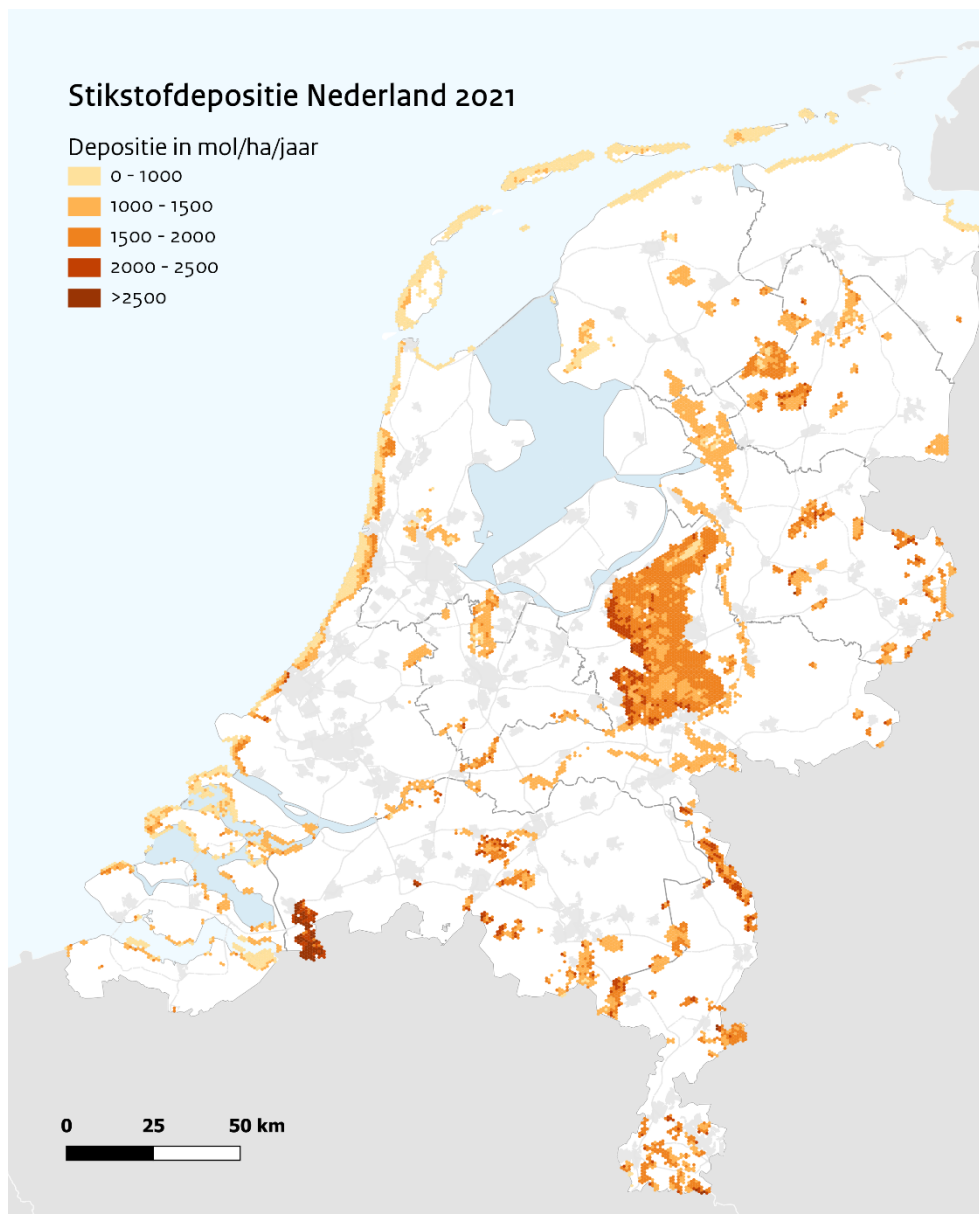 Stikstofdepositie Nederland 2021
Depositie in mol/ha/jaar
0 - 1000
1000 - 1500
1500 - 2000
2000 - 2500
>2500
0 25 50 km